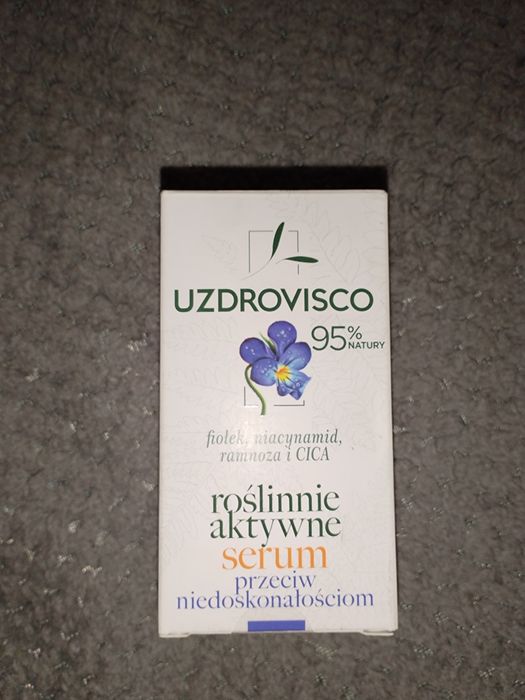 UZDROVISCO
95%
NATURY
fiołek, niacynamid,
ramnoza i CICA
roślinnie
aktywne
serum
przeciw
niedoskonałościom